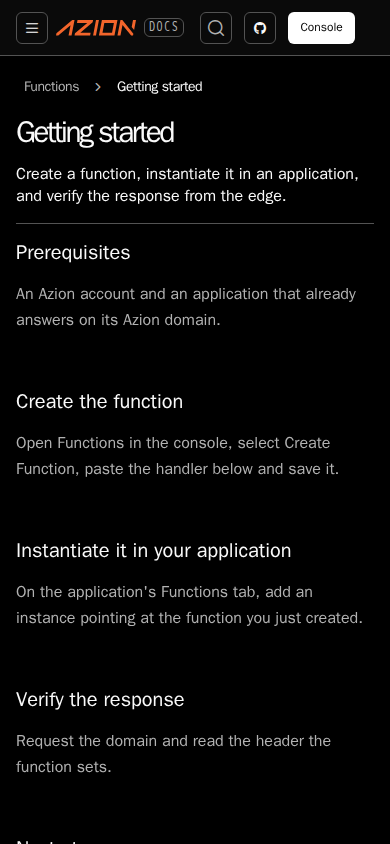 AZION DOCS Console
Functions > Getting started
Getting started
Create a function, instantiate it in an application,
and verify the response from the edge.
Prerequisites
An Azion account and an application that already
answers on its Azion domain.
Create the function
Open Functions in the console, select Create
Function, paste the handler below and save it.
Instantiate it in your application
On the application's Functions tab, add an
instance pointing at the function you just created.
Verify the response
Request the domain and read the header the
function sets.